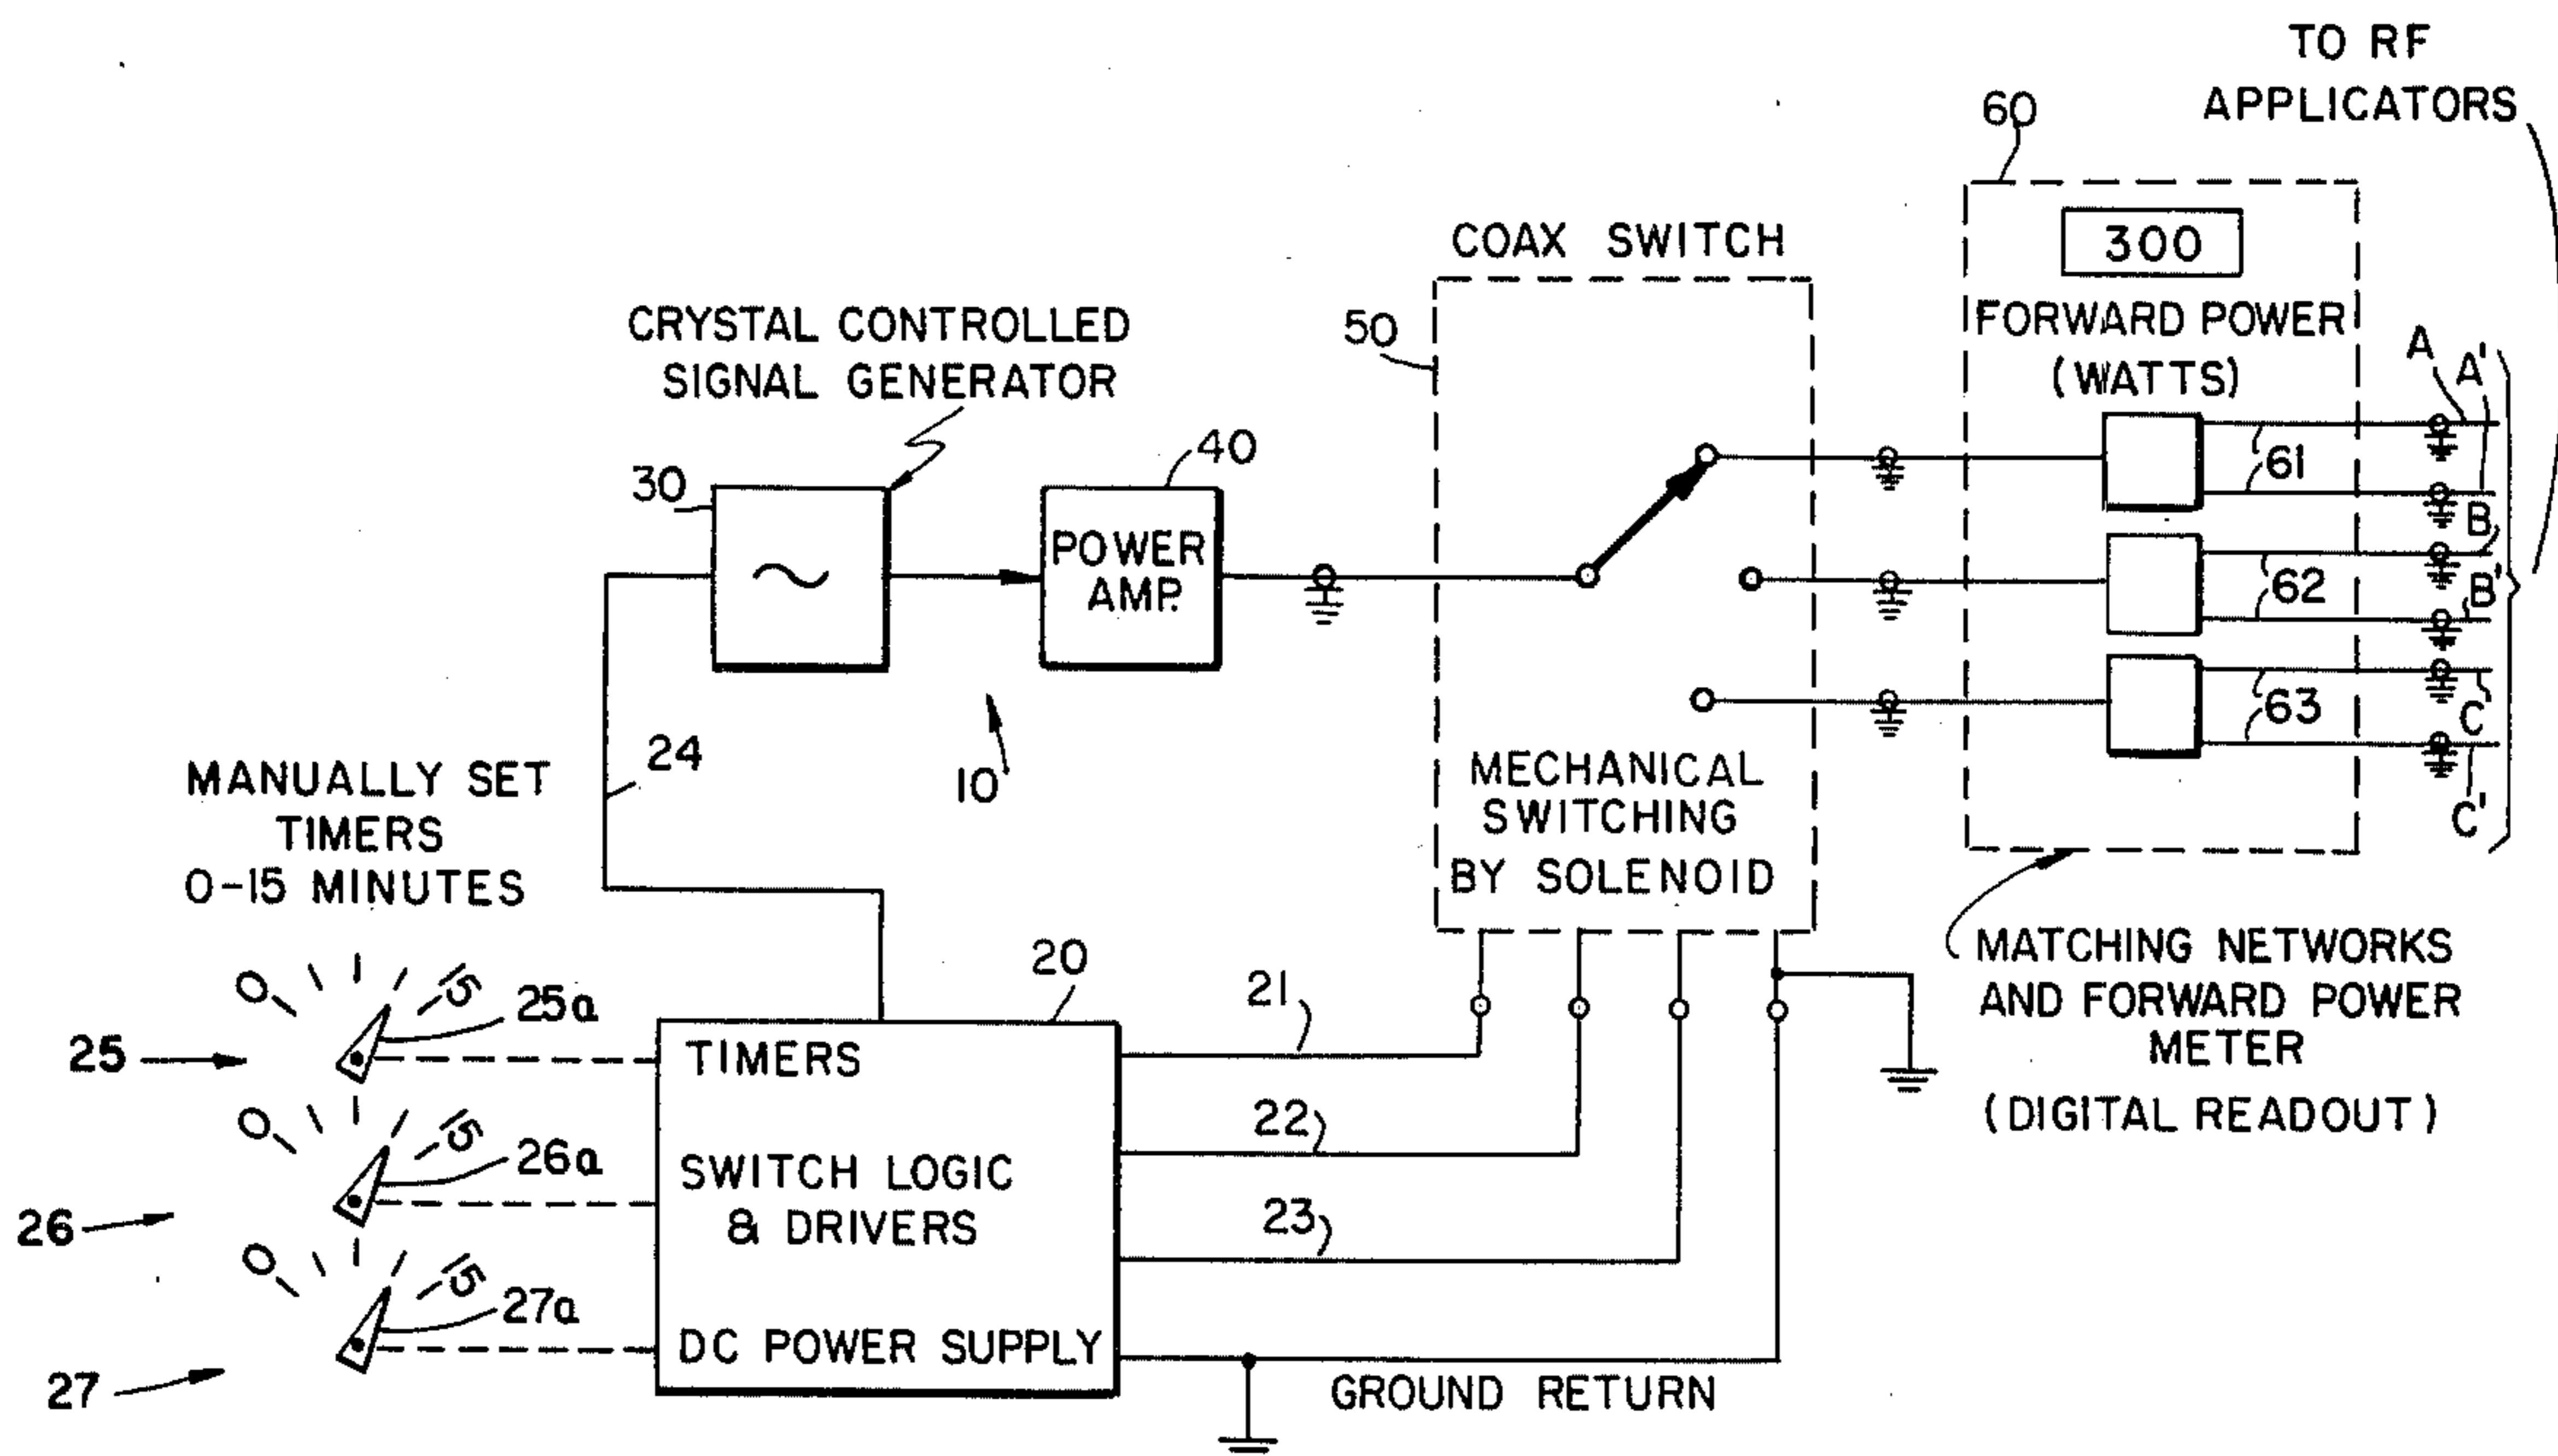 TO RF
APPLICATORS
60
300
FORWARD POWER
(WATTS)
COAX SWITCH
50
CRYSTAL CONTROLLED
SIGNAL GENERATOR
30
40
POWER
AMP.
10
24
A
A'
B
B'
C
C'
61
62
63
MECHANICAL
SWITCHING
BY SOLENOID
MANUALLY SET
TIMERS
0-15 MINUTES
MATCHING NETWORKS
AND FORWARD POWER
METER
(DIGITAL READOUT)
0
15
25a
25
0
15
26a
26
0
15
27a
27
20
TIMERS
SWITCH LOGIC
& DRIVERS
DC POWER SUPPLY
21
22
23
GROUND RETURN